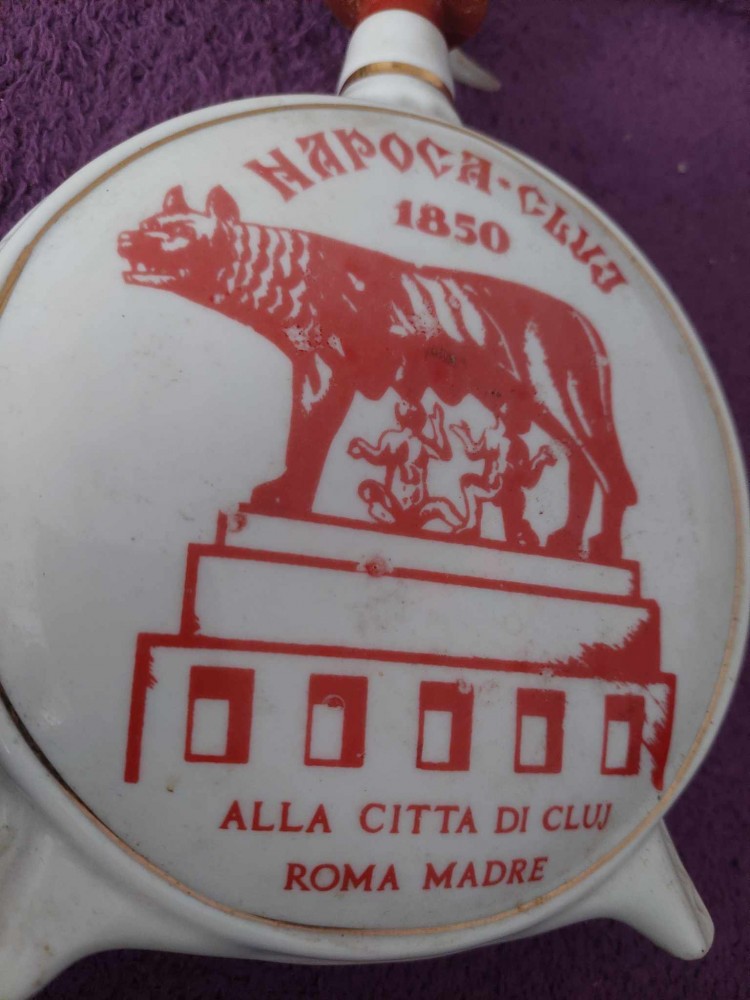 NAPOCA-CLUJ
1850
ALLA CITTA DI CLUJ
ROMA MADRE